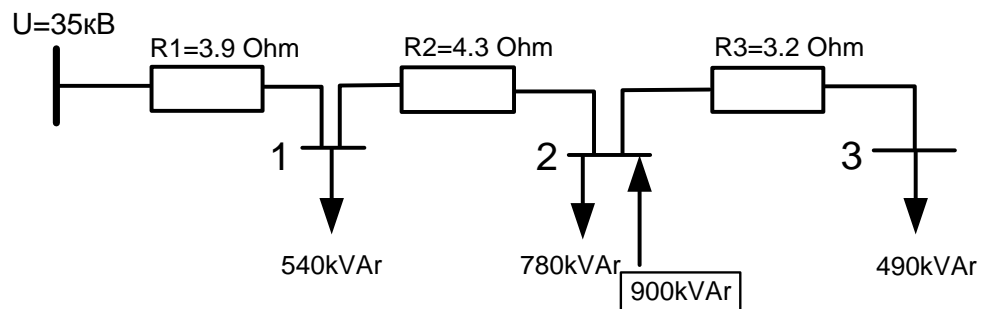 U=35кВ
R1=3.9 Ohm
R2=4.3 Ohm
R3=3.2 Ohm
1
2
3
540kVAr
780kVAr
900kVAr
490kVAr